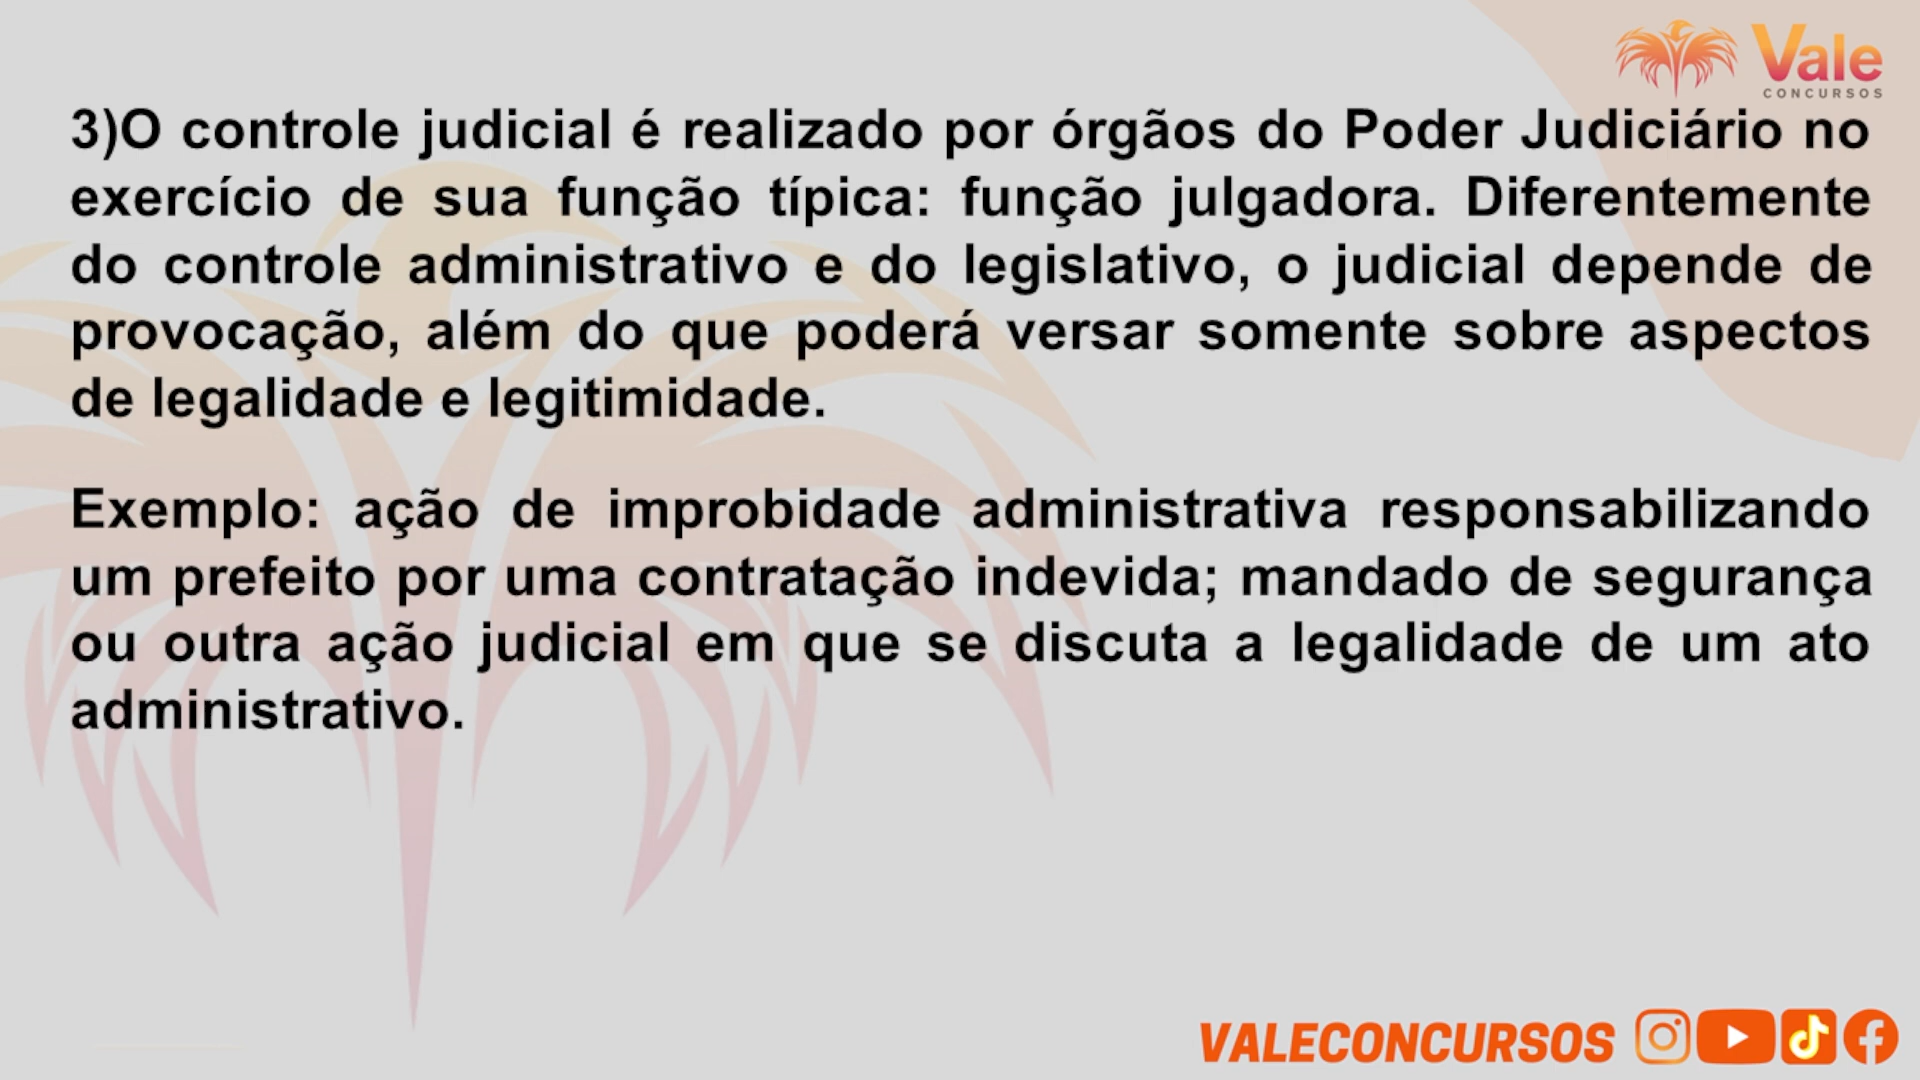 Vale
CONCURSOS
3)O controle judicial é realizado por órgãos do Poder Judiciário no
exercício de sua função típica: função julgadora. Diferentemente
do controle administrativo e do legislativo, o judicial depende de
provocação, além do que poderá versar somente sobre aspectos
de legalidade e legitimidade.
Exemplo: ação de improbidade administrativa responsabilizando
um prefeito por uma contratação indevida; mandado de segurança
ou outra ação judicial em que se discuta a legalidade de um ato
administrativo.
VALECONCURSOS